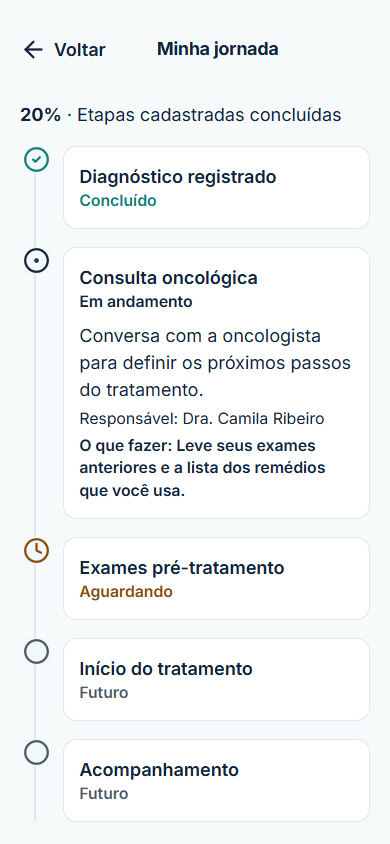 Voltar
Minha jornada
20% · Etapas cadastradas concluídas
Diagnóstico registrado
Concluído
Consulta oncológica
Em andamento
Conversa com a oncologista
para definir os próximos passos
do tratamento.
Responsável: Dra. Camila Ribeiro
O que fazer: Leve seus exames
anteriores e a lista dos remédios
que você usa.
Exames pré-tratamento
Aguardando
Início do tratamento
Futuro
Acompanhamento
Futuro